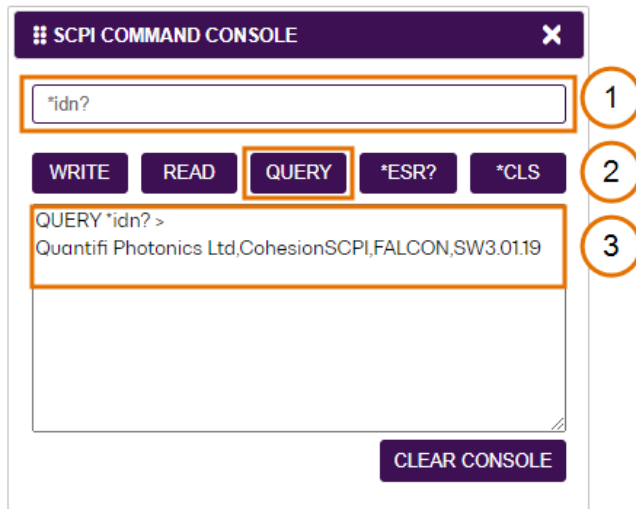 SCPI COMMAND CONSOLE
*idn?
1
WRITE READ QUERY *ESR? *CLS
2
QUERY *idn? >
Quantifi Photonics Ltd,CohesionSCPI,FALCON,SW3.01.19
3
CLEAR CONSOLE